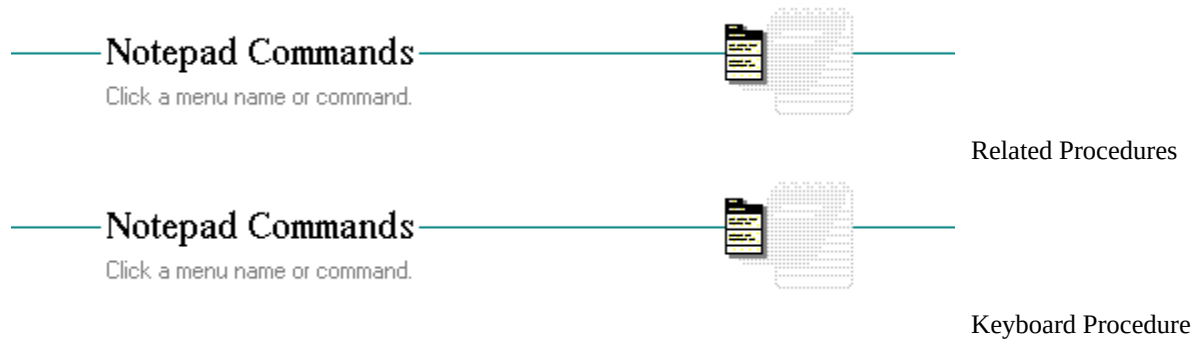 Notepad Commands
Click a menu name or command.
Related Procedures
Notepad Commands
Click a menu name or command.
Keyboard Procedure